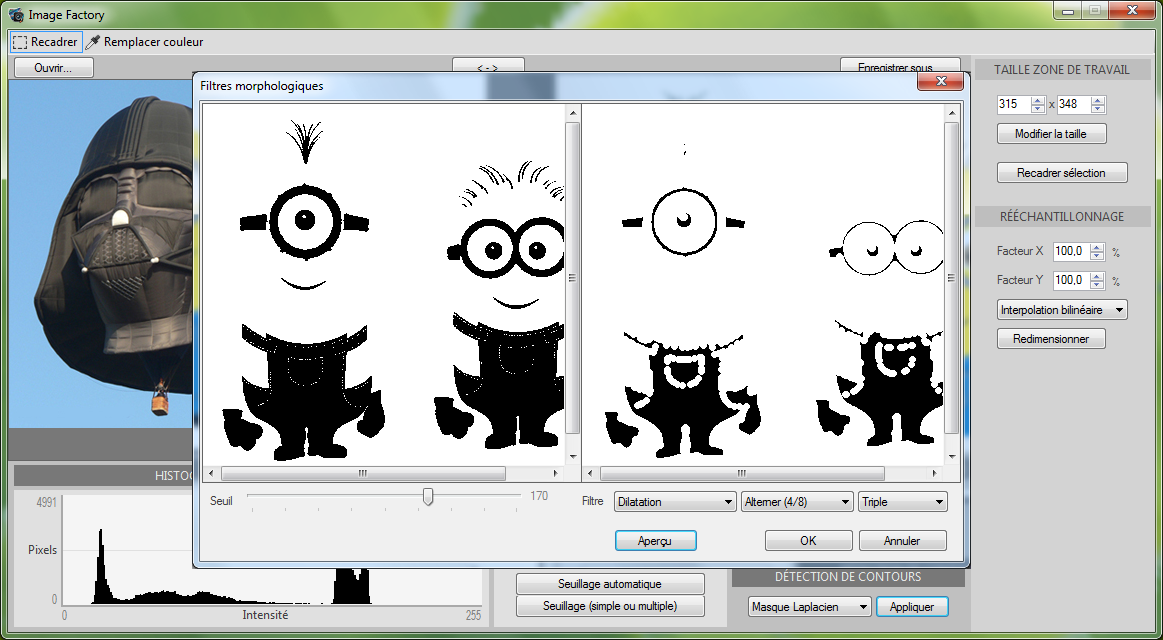 Image Factory
Recadrer Remplacer couleur
Ouvrir... < - > Enregistrer sous
TAILLE ZONE DE TRAVAIL
315 x 348
Modifier la taille
Recadrer sélection
RÉÉCHANTILLONNAGE
Facteur X 100,0 %
Facteur Y 100,0 %
Interpolation bilinéaire
Redimensionner
Filtres morphologiques
Seuil 170 Filtre Dilatation Alterner (4/8) Triple
Aperçu OK Annuler
HISTO
4991
Pixels
0
0 Intensité 255
Seuillage automatique
Seuillage (simple ou multiple)
DÉTECTION DE CONTOURS
Masque Laplacien Appliquer